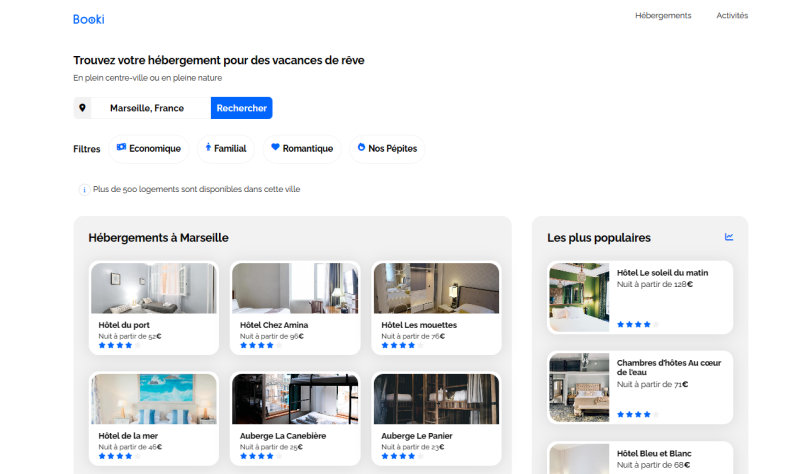 Booki
Hébergements Activités
Trouvez votre hébergement pour des vacances de rêve
En plein centre-ville ou en pleine nature
Marseille, France Rechercher
Filtres Economique Familial Romantique Nos Pépites
i Plus de 500 logements sont disponibles dans cette ville
Hébergements à Marseille
Hôtel du port
Nuit à partir de 52€
Hôtel Chez Amina
Nuit à partir de 96€
Hôtel Les mouettes
Nuit à partir de 76€
Hôtel de la mer
Nuit à partir de 46€
Auberge La Canebière
Nuit à partir de 25€
Auberge Le Panier
Nuit à partir de 23€
Les plus populaires
Hôtel Le soleil du matin
Nuit à partir de 128€
Chambres d'hôtes Au cœur
de l'eau
Nuit à partir de 71€
Hôtel Bleu et Blanc
Nuit à partir de 68€